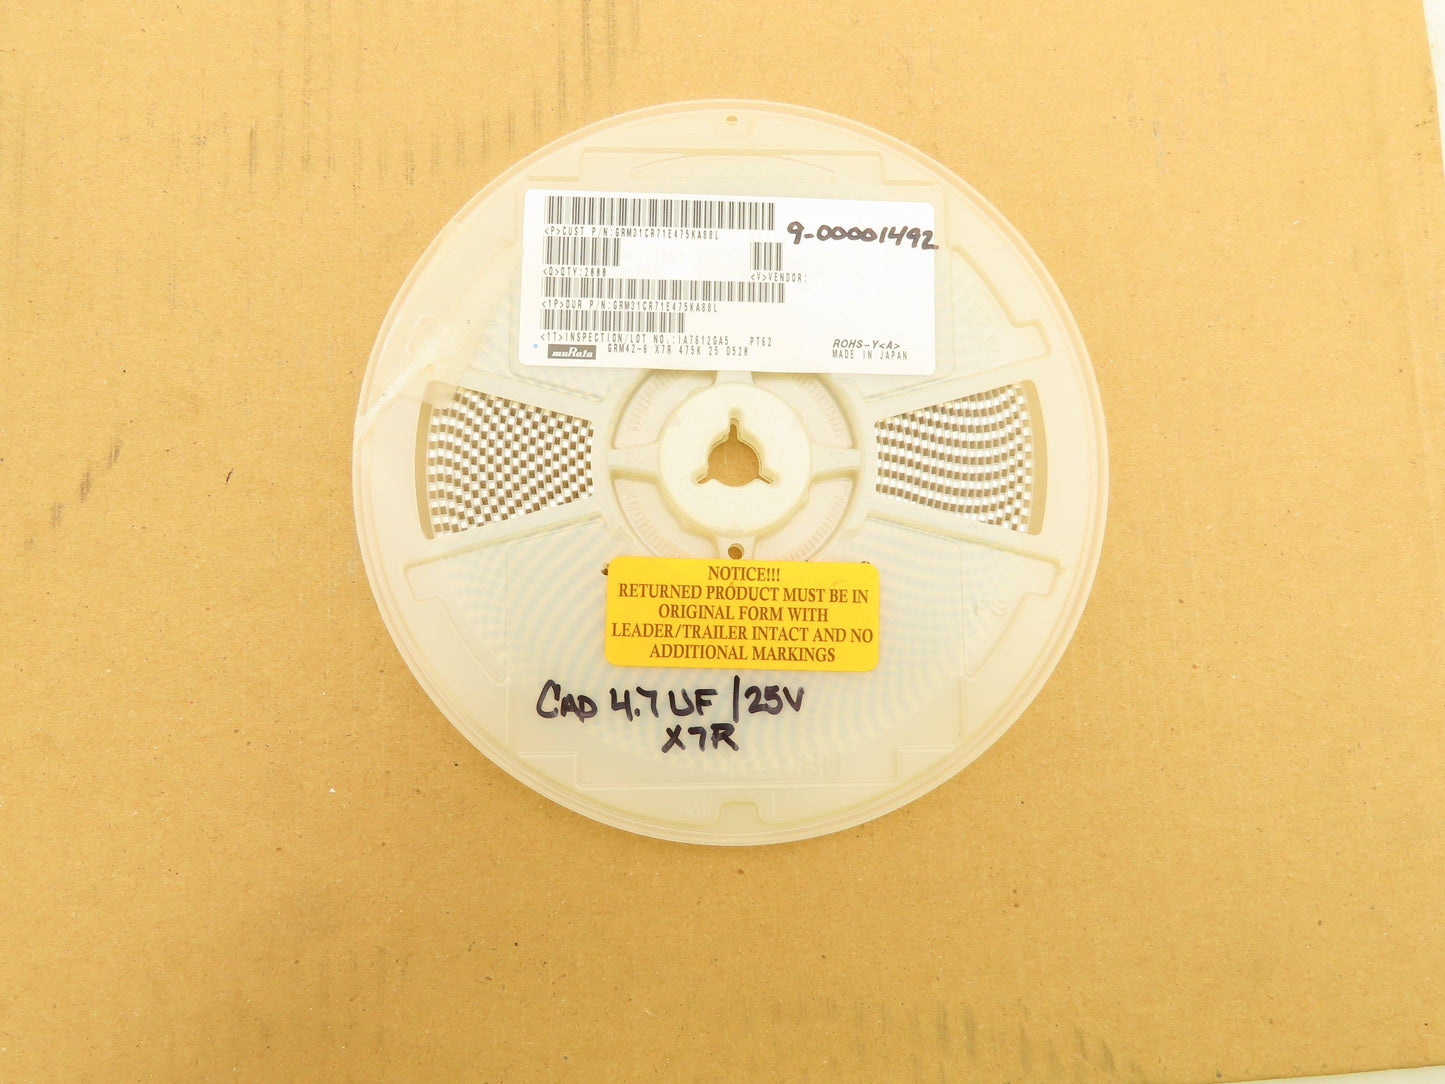 <P>CUST P/N:GRM31CR71E475KA88L
9-00001492
<Q>QTY:2000
<V>VENDOR:
<1P>OUR P/N:GRM31CR71E475KA88L
<1T>INSPECTION/LOT NO.:IA7612GA5 PT62
muRata GRM42-6 X7R 475K 25 D520
ROHS-Y<A>
MADE IN JAPAN
NOTICE!!!
RETURNED PRODUCT MUST BE IN
ORIGINAL FORM WITH
LEADER/TRAILER INTACT AND NO
ADDITIONAL MARKINGS
PS
CAP 4.7 UF/25V
X7R